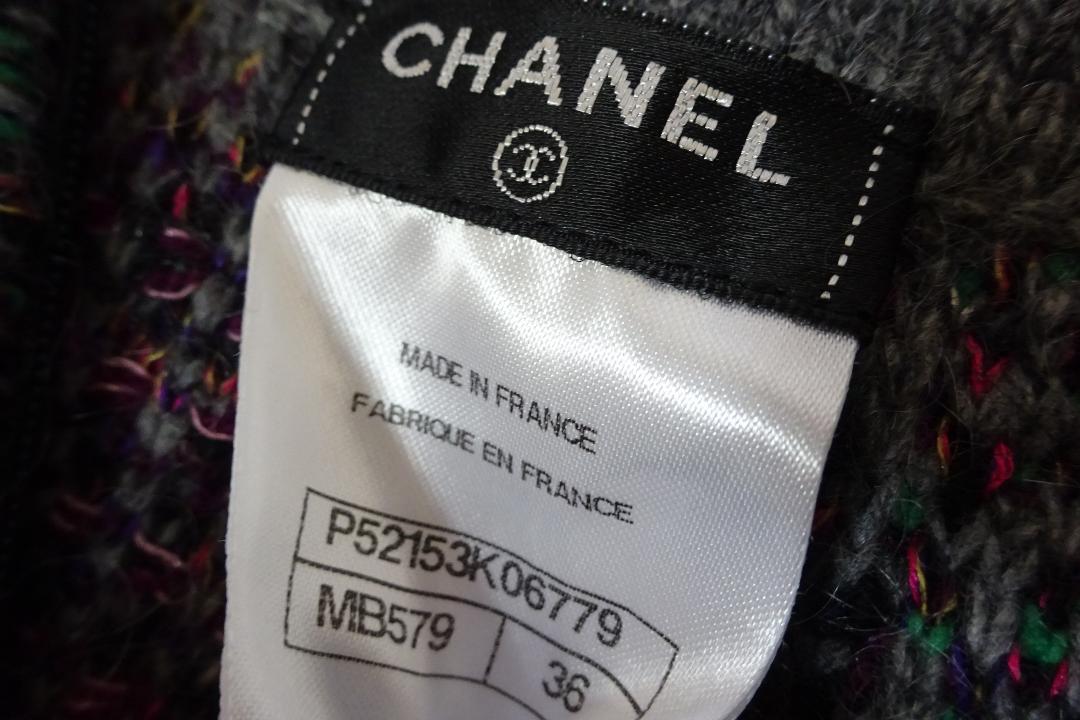 CHANEL
MADE IN FRANCE
FABRIQUE EN FRANCE
P52153K06779
MB579 36